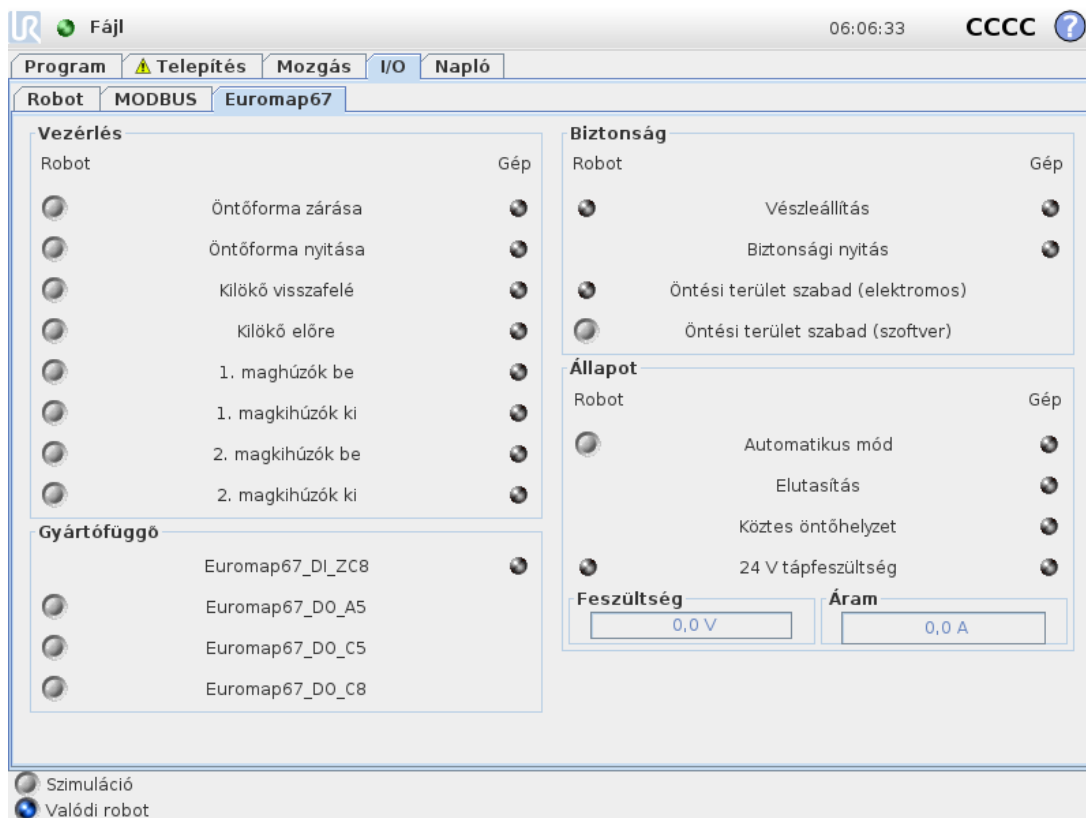 UR
Fájl
06:06:33
CCCC
?
Program
Telepítés
Mozgás
I/O
Napló
Robot
MODBUS
Euromap67
Vezérlés
Robot
Gép
Öntőforma zárása
Öntőforma nyitása
Kilökő visszafelé
Kilökő előre
1. maghúzók be
1. magkihúzók ki
2. magkihúzók be
2. magkihúzók ki
Gyártófüggő
Euromap67_DI_ZC8
Euromap67_DO_A5
Euromap67_DO_C5
Euromap67_DO_C8
Biztonság
Robot
Gép
Vészleállítás
Biztonsági nyitás
Öntési terület szabad (elektromos)
Öntési terület szabad (szoftver)
Állapot
Robot
Gép
Automatikus mód
Elutasítás
Köztes öntőhelyzet
24 V tápfeszültség
Feszültség
0,0 V
Áram
0,0 A
Szimuláció
Valódi robot